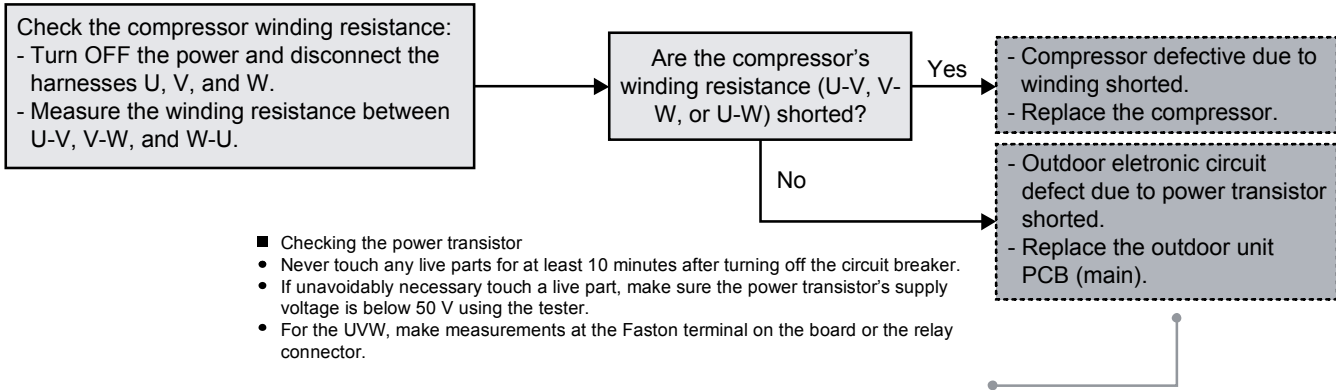 Check the compressor winding resistance:
- Turn OFF the power and disconnect the
harnesses U, V, and W.
- Measure the winding resistance between
U-V, V-W, and W-U.
Are the compressor's
winding resistance (U-V, V-
W, or U-W) shorted?
Yes
- Compressor defective due to
winding shorted.
- Replace the compressor.
No
- Outdoor eletronic circuit
defect due to power transistor
shorted.
- Replace the outdoor unit
PCB (main).
■ Checking the power transistor
• Never touch any live parts for at least 10 minutes after turning off the circuit breaker.
• If unavoidably necessary touch a live part, make sure the power transistor's supply
voltage is below 50 V using the tester.
• For the UVW, make measurements at the Faston terminal on the board or the relay
connector.